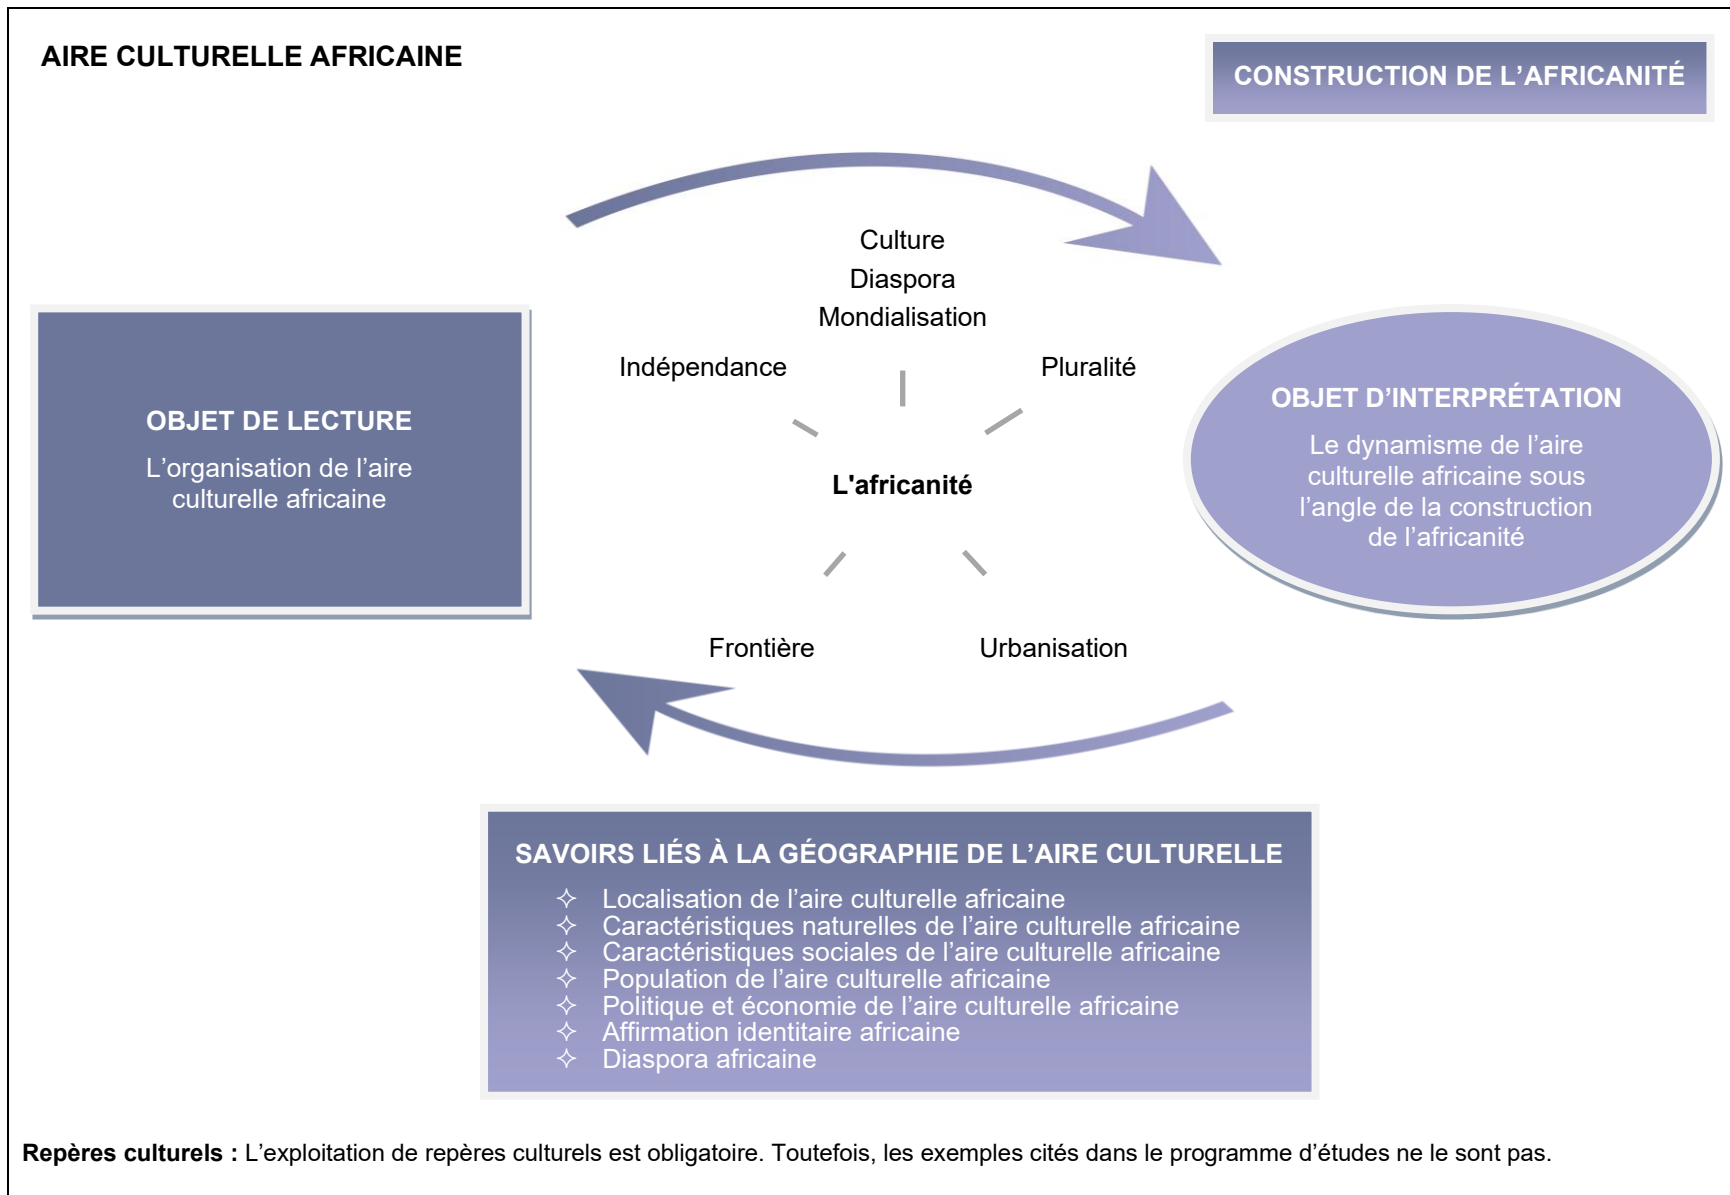 AIRE CULTURELLE AFRICAINE
CONSTRUCTION DE L’AFRICANITÉ
Culture
Diaspora
Mondialisation
Indépendance
Pluralité
OBJET DE LECTURE
L’organisation de l’aire
culturelle africaine
L'africanité
OBJET D’INTERPRÉTATION
Le dynamisme de l’aire
culturelle africaine sous
l’angle de la construction
de l’africanité
Frontière
Urbanisation
SAVOIRS LIÉS À LA GÉOGRAPHIE DE L’AIRE CULTURELLE
✧ Localisation de l’aire culturelle africaine
✧ Caractéristiques naturelles de l’aire culturelle africaine
✧ Caractéristiques sociales de l’aire culturelle africaine
✧ Population de l’aire culturelle africaine
✧ Politique et économie de l’aire culturelle africaine
✧ Affirmation identitaire africaine
✧ Diaspora africaine
Repères culturels : L’exploitation de repères culturels est obligatoire. Toutefois, les exemples cités dans le programme d’études ne le sont pas.